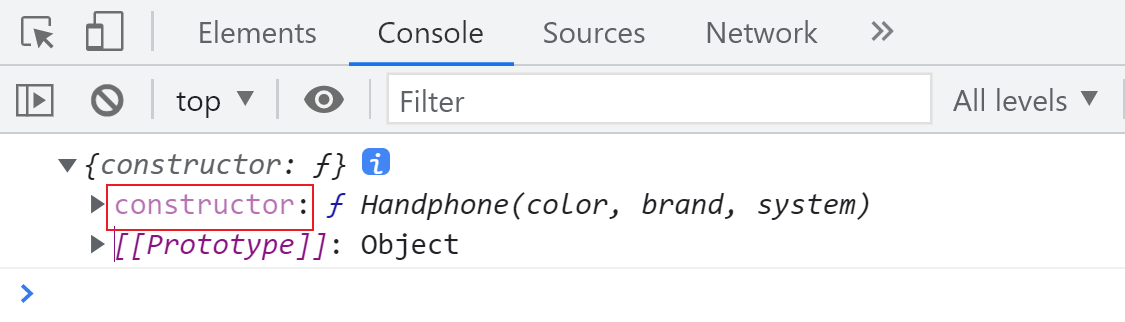 Elements Console Sources Network »
top ▼ Filter All levels ▼
▼ {constructor: ƒ} i
▶ constructor: ƒ Handphone(color, brand, system)
▶ [[Prototype]]: Object
>